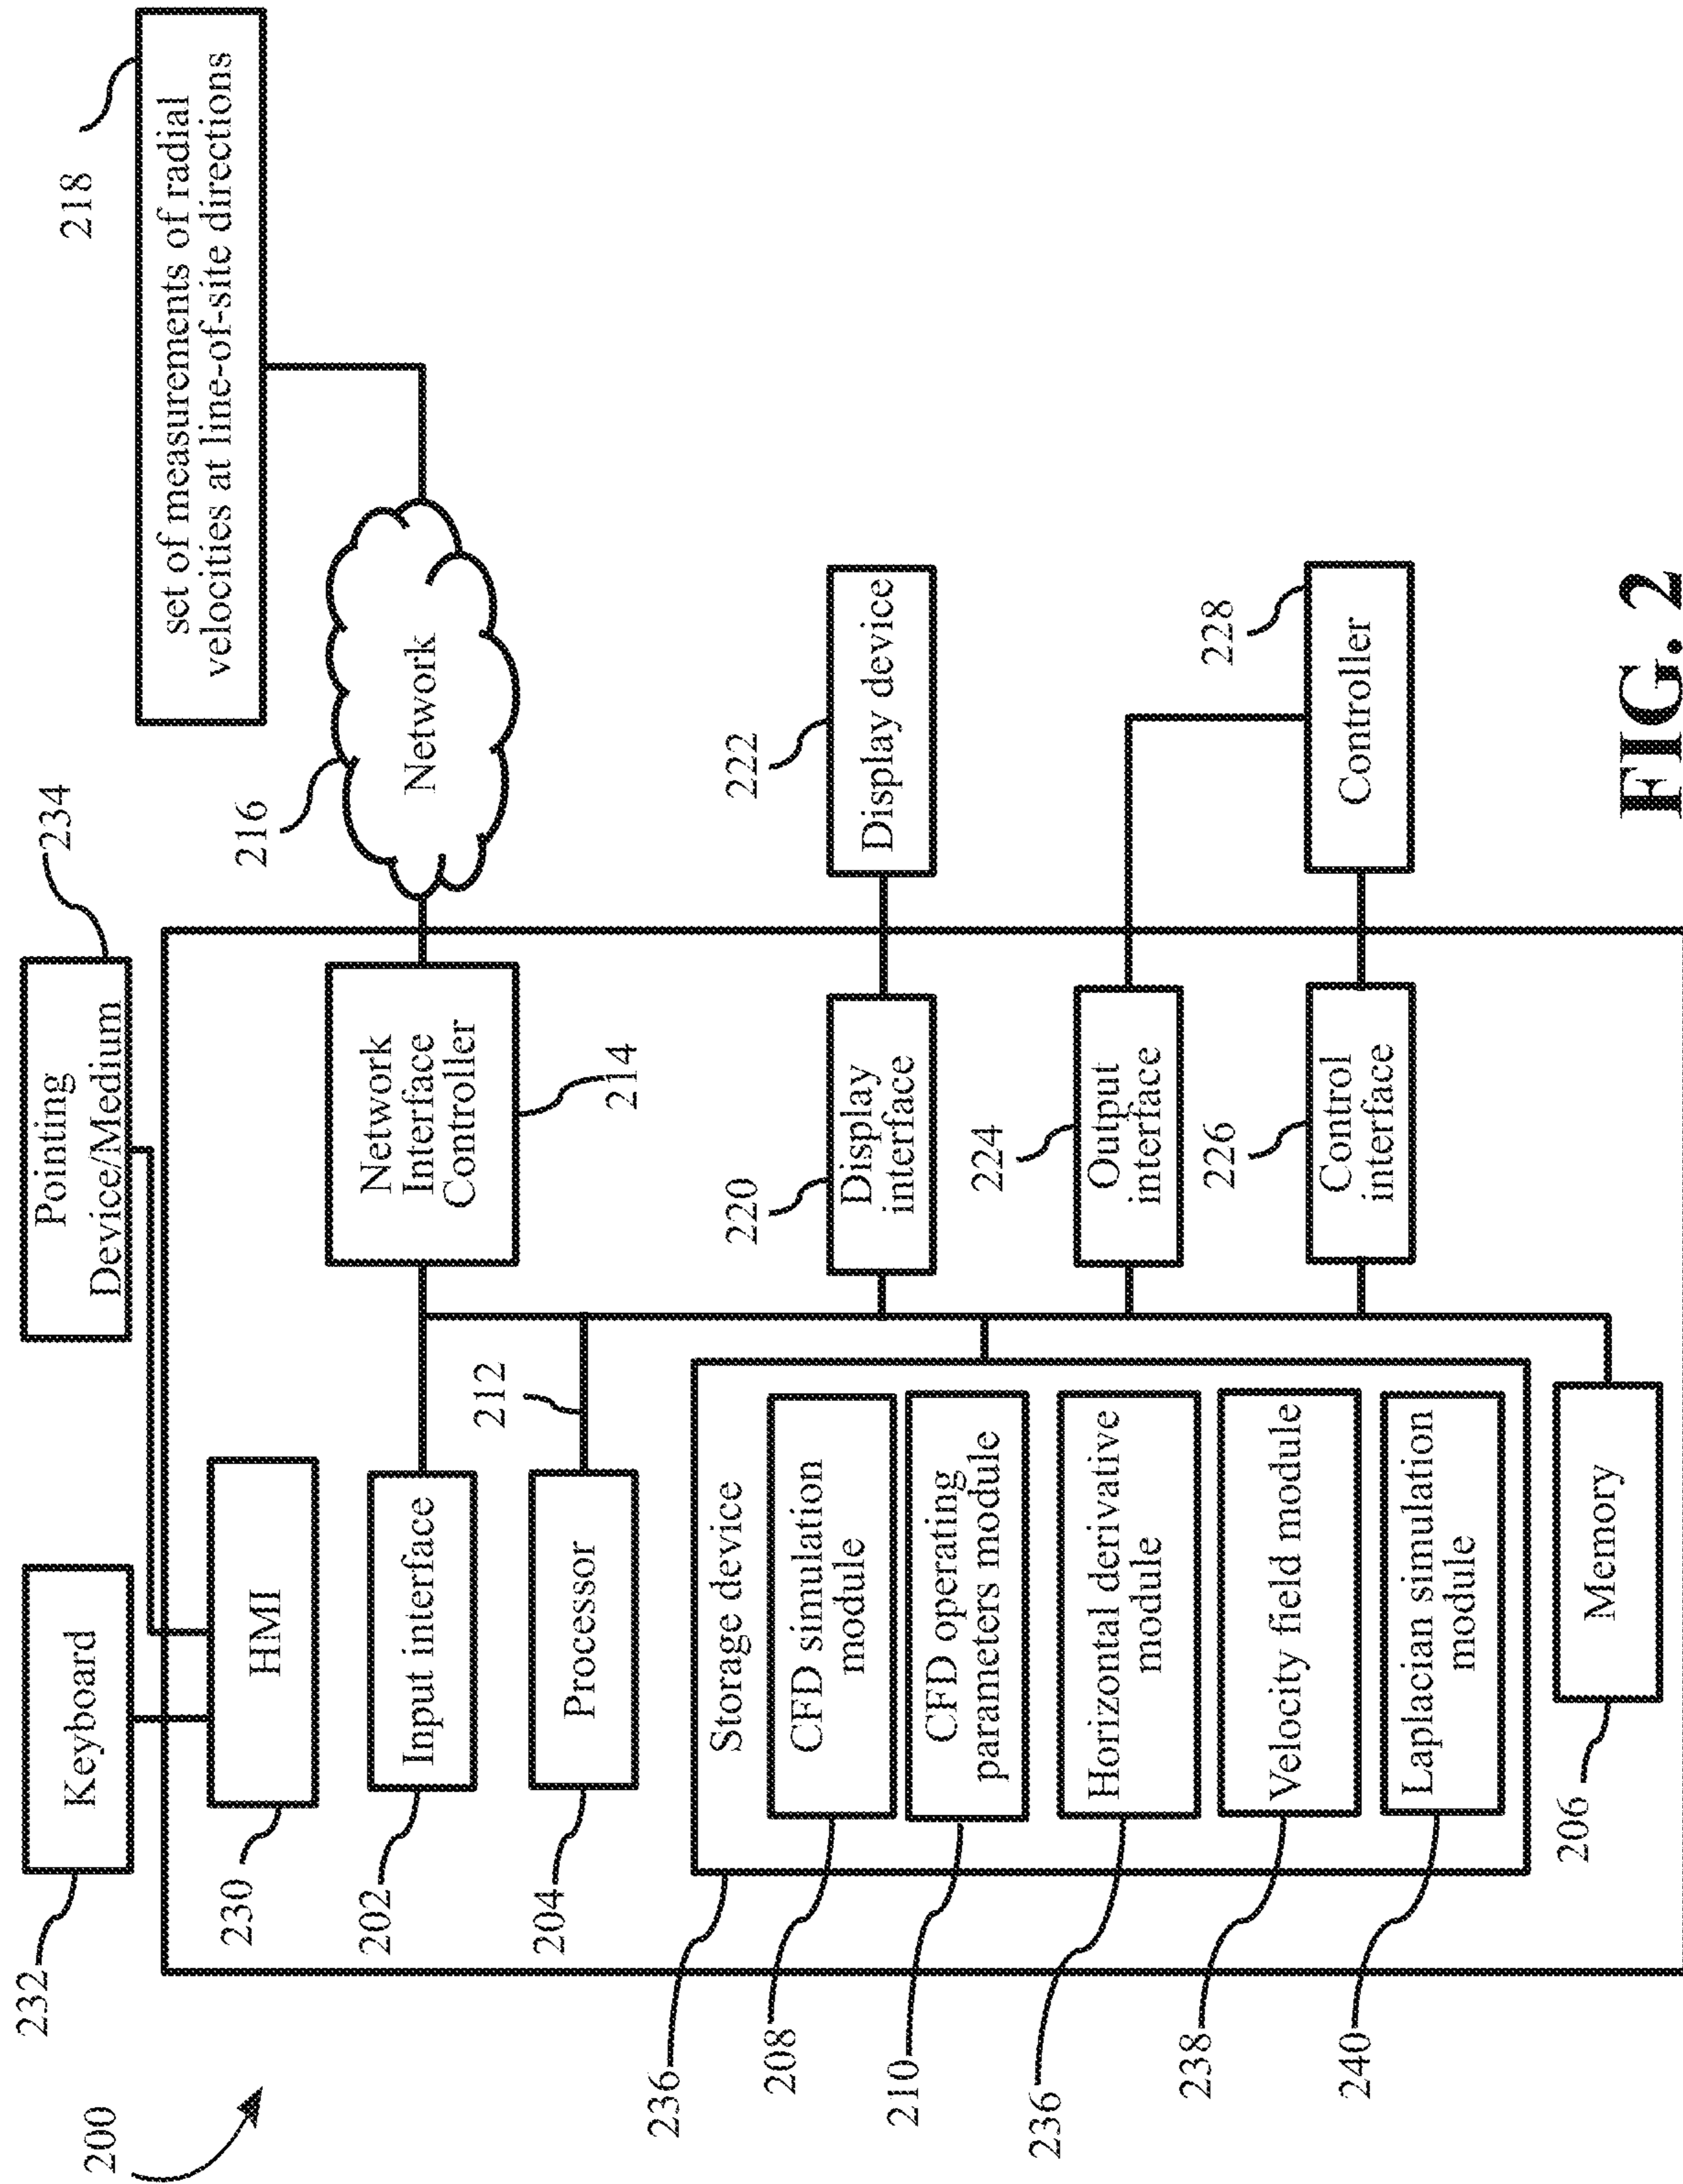 200
232
Keyboard
234
Pointing
Device/Medium
218
set of measurements of radial
velocities at line-of-site directions
230
HMI
216
Network
Network
Interface
Controller
214
202
Input interface
204
Processor
212
236
Storage device
208
CFD simulation
module
210
CFD operating
parameters module
236
Horizontal derivative
module
238
Velocity field module
240
Laplacian simulation
module
206
Memory
220
Display
interface
222
Display device
224
Output
interface
226
Control
interface
228
Controller
FIG. 2